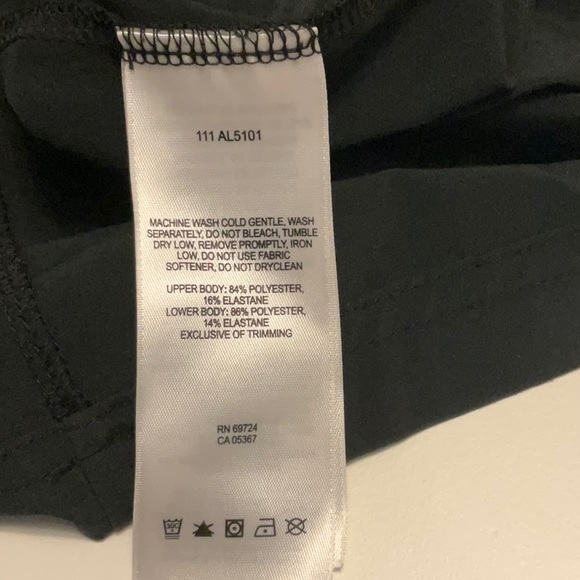 111 AL5101
MACHINE WASH COLD GENTLE, WASH
SEPARATELY, DO NOT BLEACH, TUMBLE
DRY LOW, REMOVE PROMPTLY, IRON
LOW, DO NOT USE FABRIC
SOFTENER, DO NOT DRYCLEAN
UPPER BODY: 84% POLYESTER,
16% ELASTANE
LOWER BODY: 86% POLYESTER,
14% ELASTANE
EXCLUSIVE OF TRIMMING
RN 69724
CA 05367
30C